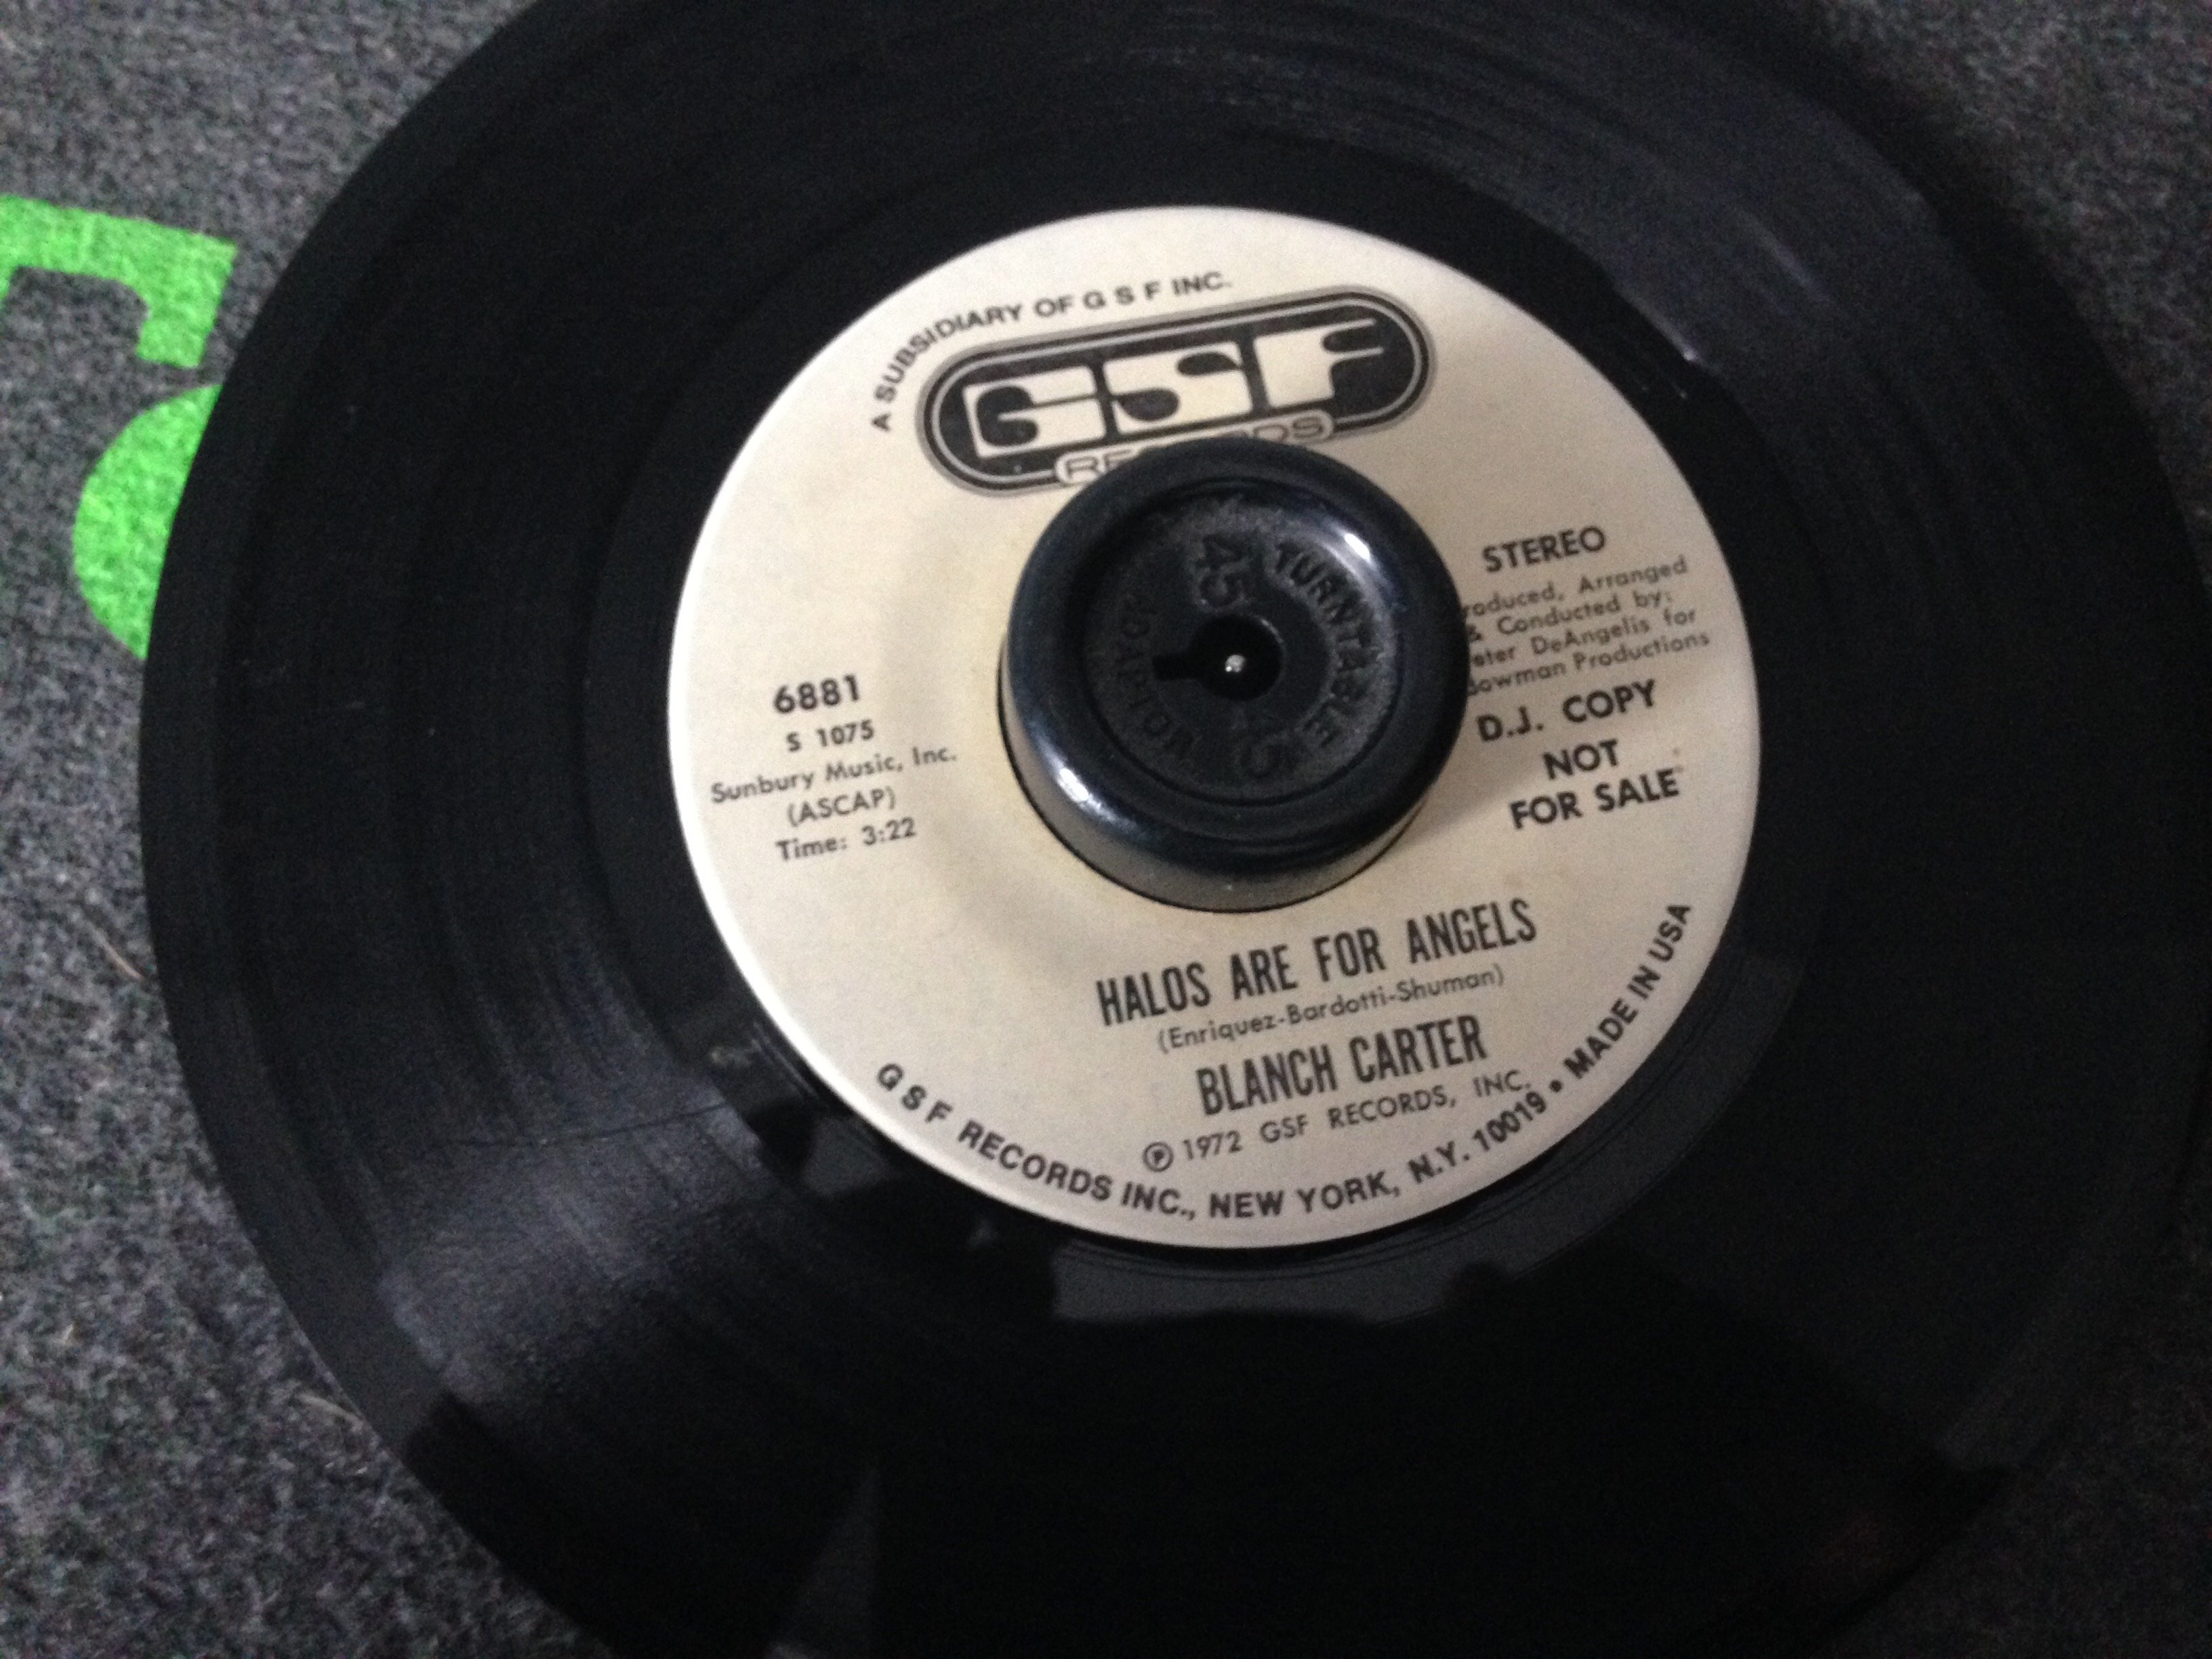 A SUBSIDIARY OF G S F INC.
GSF
STEREO
Arranged
& Conducted by:
DeAngelis for
Productions
D.J. COPY
NOT
FOR SALE
6881
S 1075
Sunbury Music, Inc.
(ASCAP)
Time: 3:22
45 TURNTABLE 45
ADAPTOR
HALOS ARE FOR ANGELS
(Enriquez-Bardotti-Shuman)
BLANCH CARTER
℗ 1972 GSF RECORDS, INC.
G S F RECORDS INC., NEW YORK, N.Y. 10019 • MADE IN USA